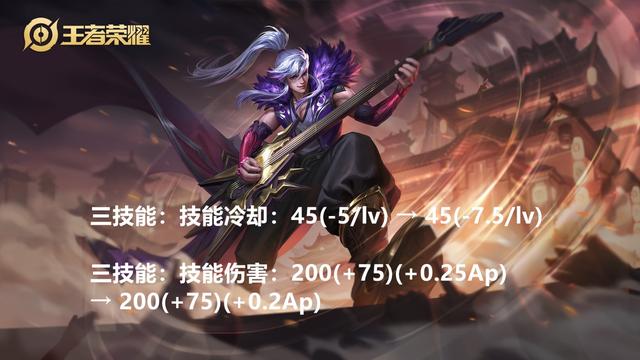 王者荣耀
三技能：技能冷却：45(-5/lv) → 45(-7.5/lv)
三技能：技能伤害：200(+75)(+0.25Ap)
→ 200(+75)(+0.2Ap)